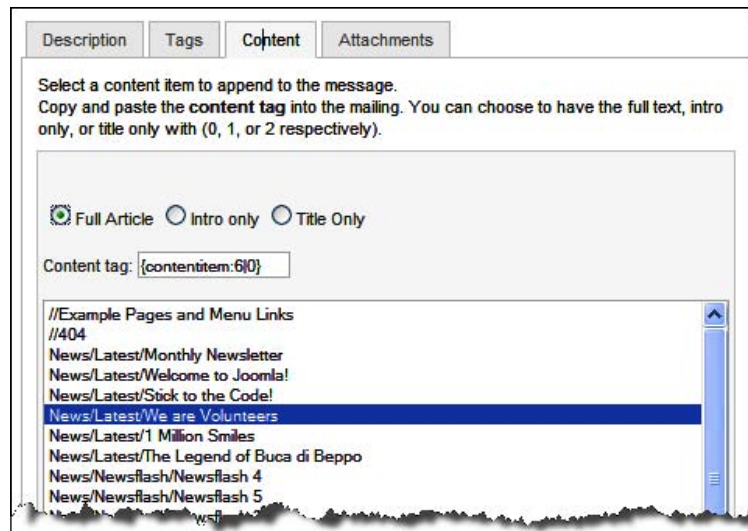 Description Tags Content Attachments
Select a content item to append to the message.
Copy and paste the content tag into the mailing. You can choose to have the full text, intro
only, or title only with (0, 1, or 2 respectively).
Full Article Intro only Title Only
Content tag: {contentitem:6|0}
//Example Pages and Menu Links
//404
News/Latest/Monthly Newsletter
News/Latest/Welcome to Joomla!
News/Latest/Stick to the Code!
News/Latest/We are Volunteers
News/Latest/1 Million Smiles
News/Latest/The Legend of Buca di Beppo
News/Newsflash/Newsflash 4
News/Newsflash/Newsflash 5